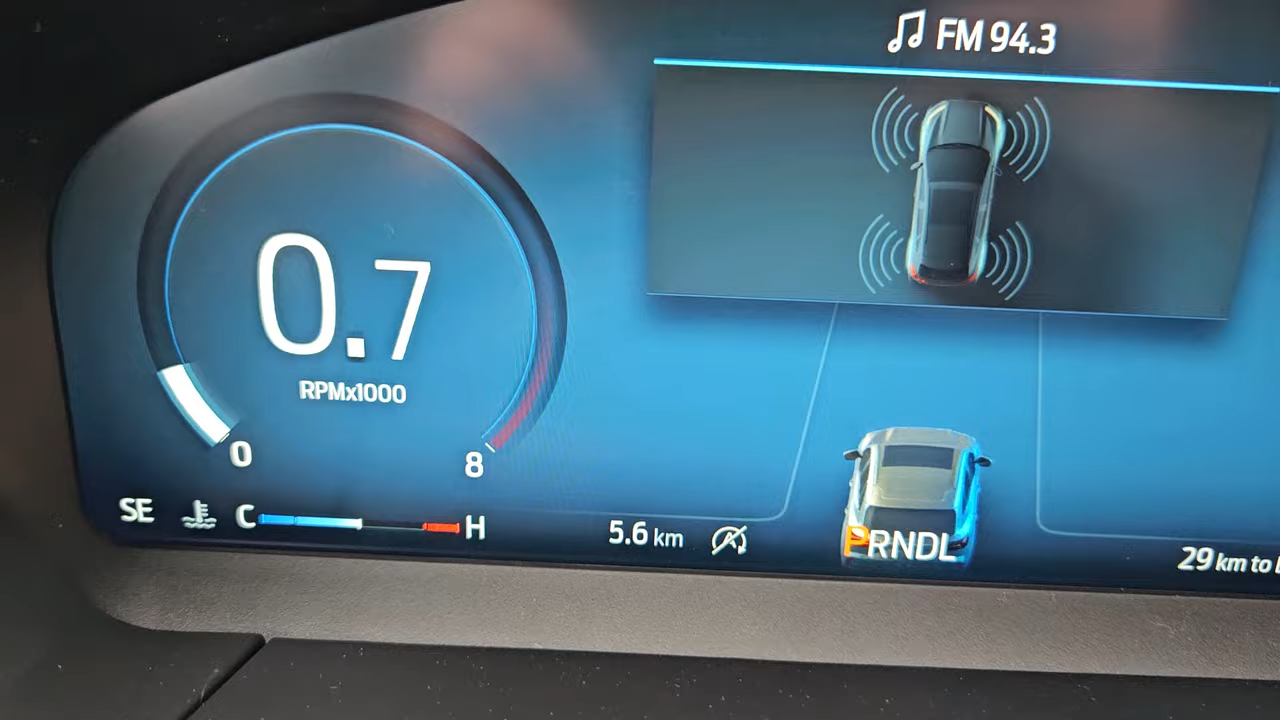 FM 94.3
0.7
RPMx1000
0
8
SE
C
H
5.6 km
PRNDL
29 km to